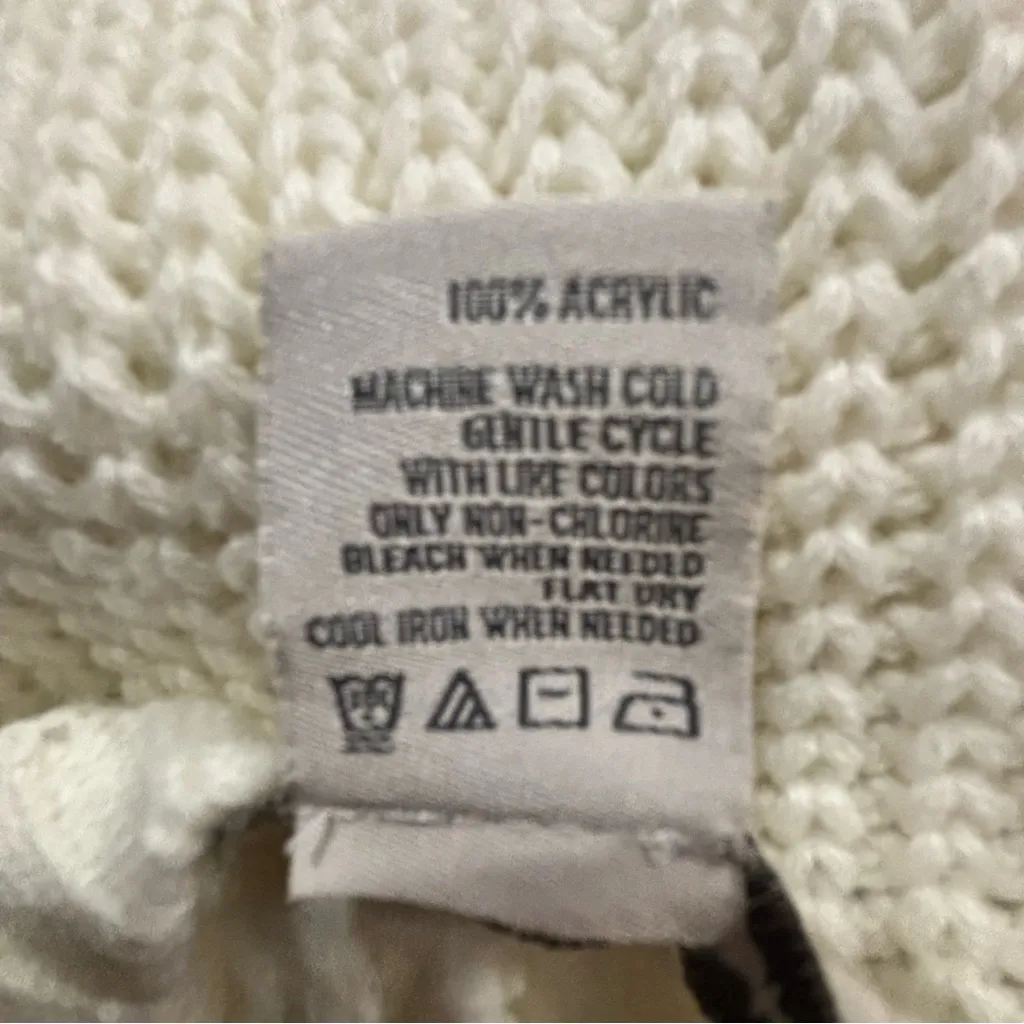 100% ACRYLIC
MACHINE WASH COLD
GENTLE CYCLE
WITH LIKE COLORS
ONLY NON-CHLORINE
BLEACH WHEN NEEDED
FLAT DRY
COOL IRON WHEN NEEDED